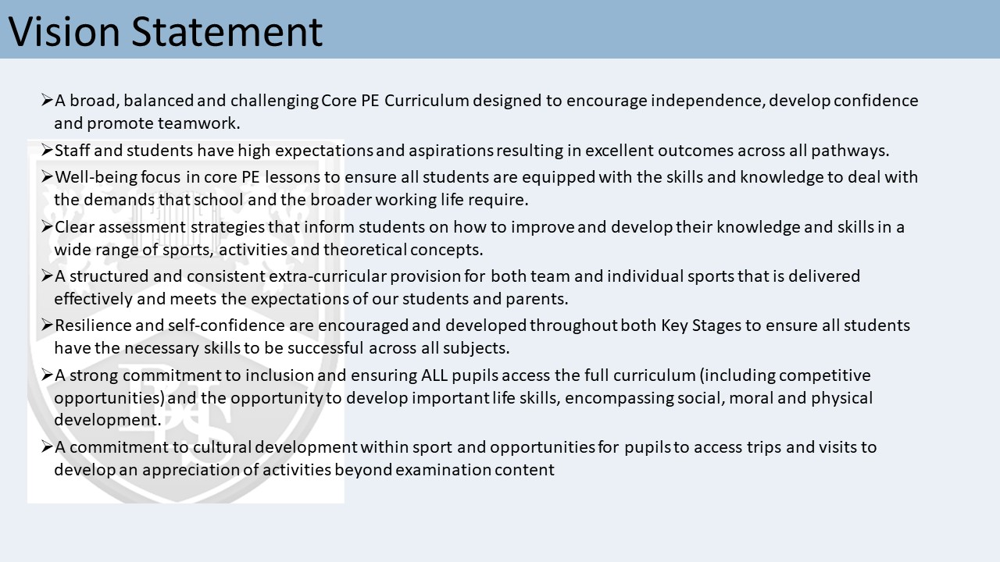 Vision Statement
➢A broad, balanced and challenging Core PE Curriculum designed to encourage independence, develop confidence
and promote teamwork.
➢Staff and students have high expectations and aspirations resulting in excellent outcomes across all pathways.
➢Well-being focus in core PE lessons to ensure all students are equipped with the skills and knowledge to deal with
the demands that school and the broader working life require.
➢Clear assessment strategies that inform students on how to improve and develop their knowledge and skills in a
wide range of sports, activities and theoretical concepts.
➢A structured and consistent extra-curricular provision for both team and individual sports that is delivered
effectively and meets the expectations of our students and parents.
➢Resilience and self-confidence are encouraged and developed throughout both Key Stages to ensure all students
have the necessary skills to be successful across all subjects.
➢A strong commitment to inclusion and ensuring ALL pupils access the full curriculum (including competitive
opportunities) and the opportunity to develop important life skills, encompassing social, moral and physical
development.
➢A commitment to cultural development within sport and opportunities for pupils to access trips and visits to
develop an appreciation of activities beyond examination content